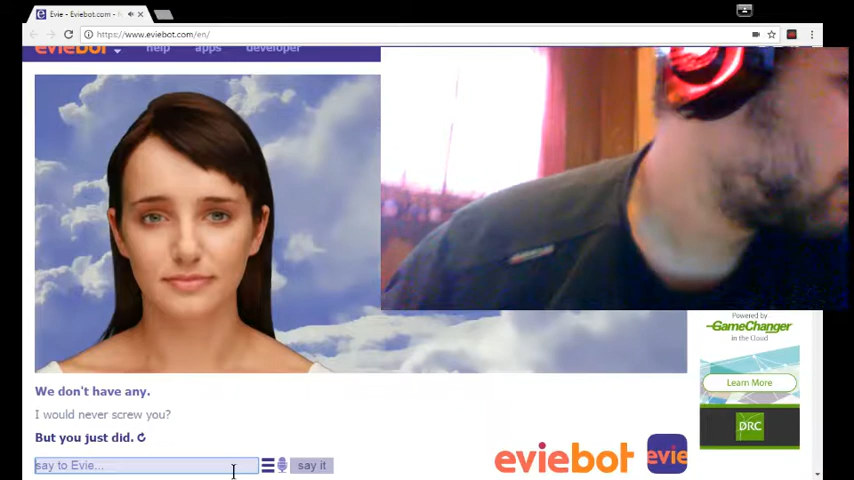 Evie - Eviebot.com -
https://www.eviebot.com/en/
eviebot help apps developer
We don't have any.
I would never screw you?
But you just did.
say to Evie...
say it
eviebot evie
Powered by
GameChanger
in the Cloud
Learn More
DRC